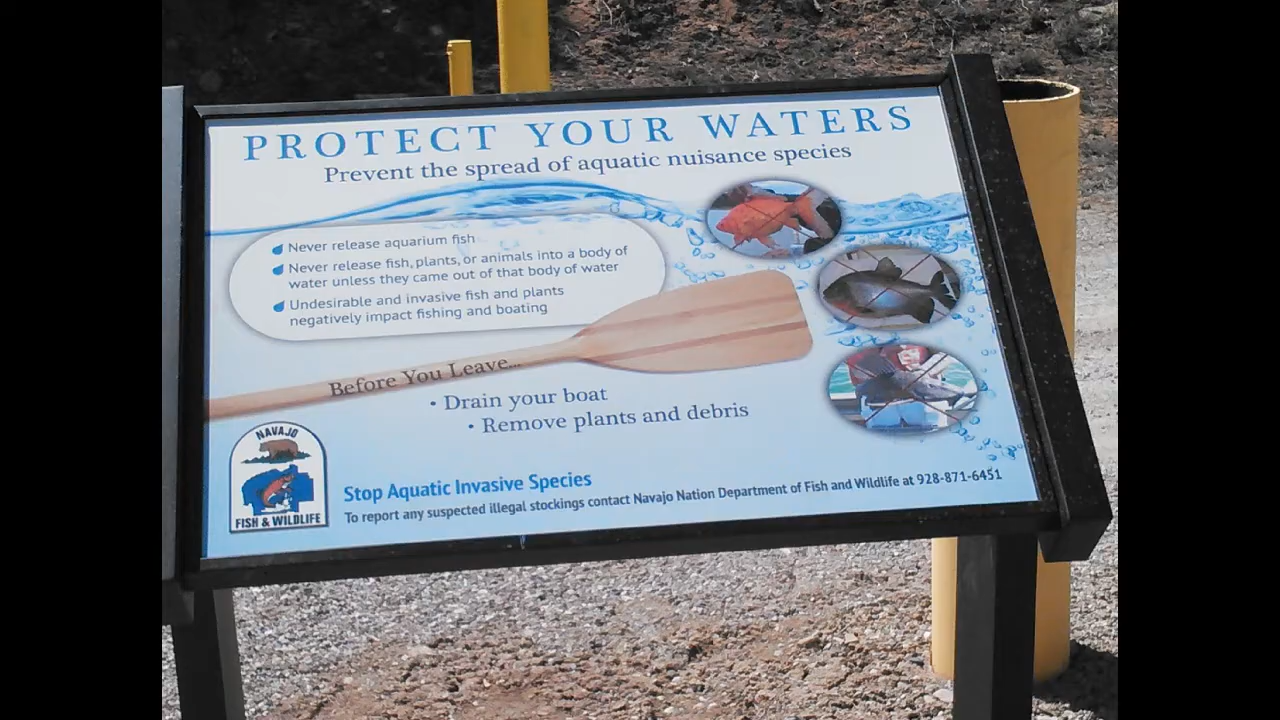 PROTECT YOUR WATERS
Prevent the spread of aquatic nuisance species
Never release aquarium fish
Never release fish, plants, or animals into a body of
water unless they came out of that body of water
Undesirable and invasive fish and plants
negatively impact fishing and boating
Before You Leave...
• Drain your boat
• Remove plants and debris
NAVAJO
FISH & WILDLIFE
Stop Aquatic Invasive Species
To report any suspected illegal stockings contact Navajo Nation Department of Fish and Wildlife at 928-871-6451